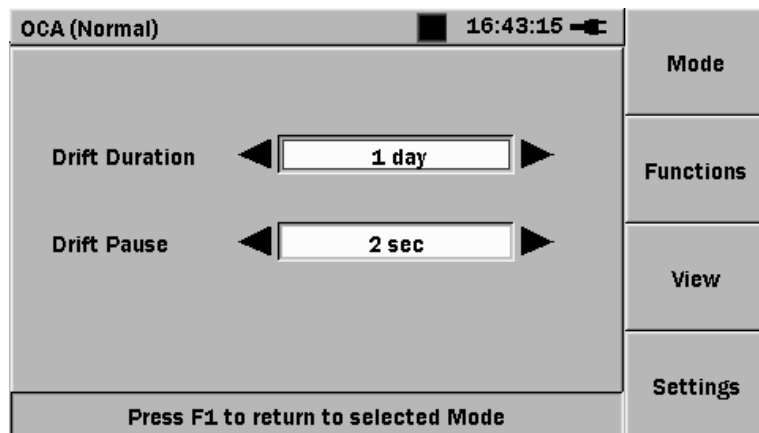 OCA (Normal) 16:43:15
Mode
Drift Duration 1 day
Functions
Drift Pause 2 sec
View
Settings
Press F1 to return to selected Mode